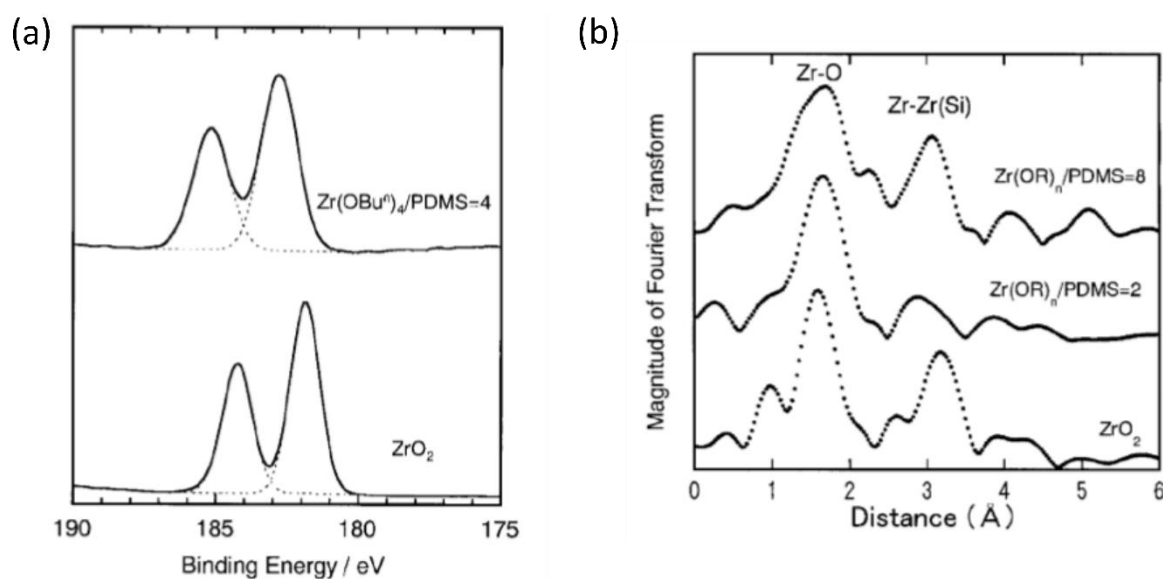 (a)
Zr(OBuⁿ)₄/PDMS=4
ZrO₂
190 185 180 175
Binding Energy / eV
(b)
Magnitude of Fourier Transform
Zr-O
Zr-Zr(Si)
Zr(OR)ₙ/PDMS=8
Zr(OR)ₙ/PDMS=2
ZrO₂
0 1 2 3 4 5 6
Distance (Å)